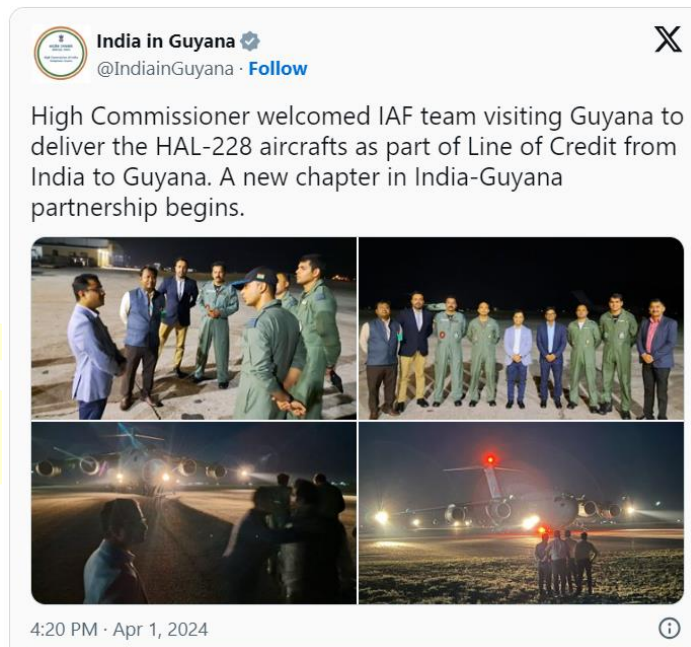 India in Guyana
@IndiainGuyana · Follow
High Commissioner welcomed IAF team visiting Guyana to
deliver the HAL-228 aircrafts as part of Line of Credit from
India to Guyana. A new chapter in India-Guyana
partnership begins.
4:20 PM · Apr 1, 2024